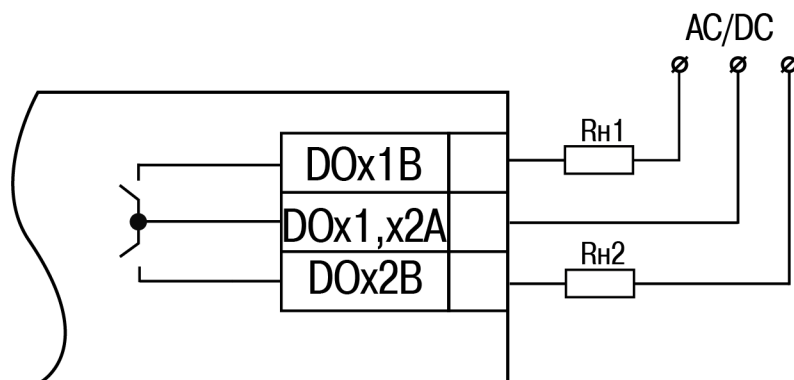 AC/DC
Rн1
DOx1B
DOx1,x2A
Rн2
DOx2B